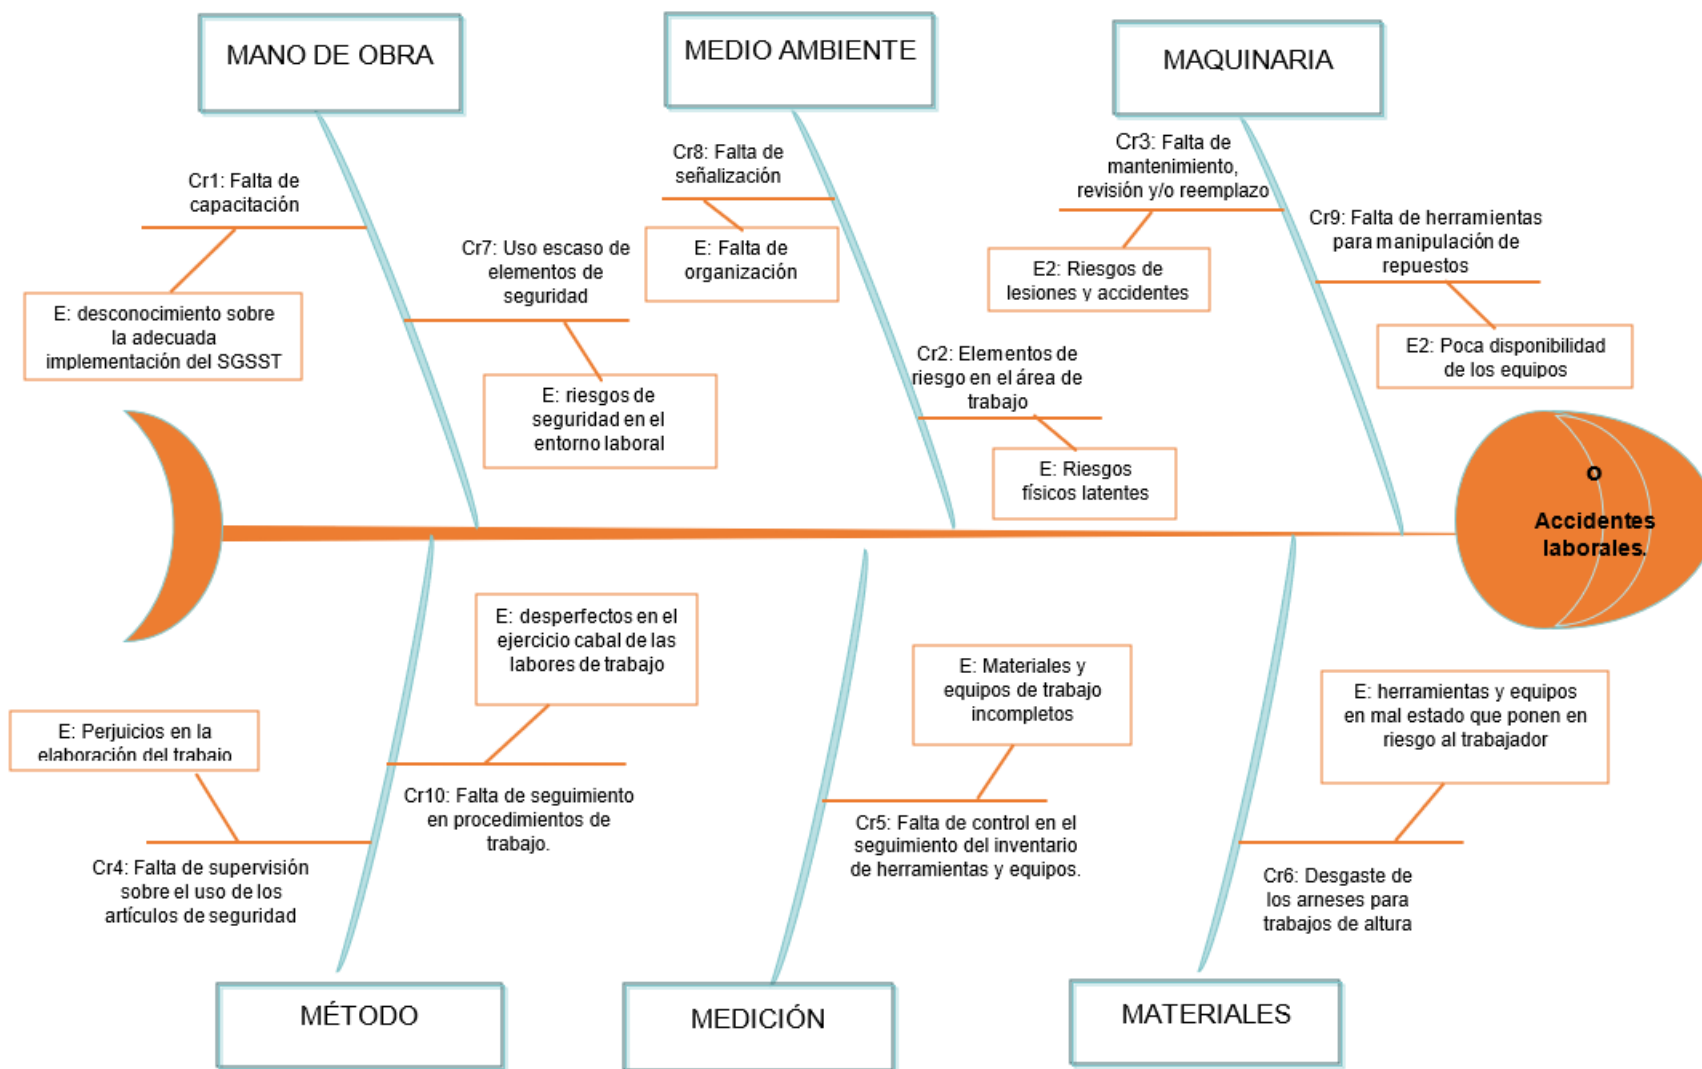 MANO DE OBRA
MEDIO AMBIENTE
MAQUINARIA
Cr1: Falta de
capacitación
E: desconocimiento sobre
la adecuada
implementación del SGSST
Cr7: Uso escaso de
elementos de
seguridad
E: riesgos de
seguridad en el
entorno laboral
Cr8: Falta de
señalización
E: Falta de
organización
Cr2: Elementos de
riesgo en el área de
trabajo
E: Riesgos
físicos latentes
Cr3: Falta de
mantenimiento,
revisión y/o reemplazo
E2: Riesgos de
lesiones y accidentes
Cr9: Falta de herramientas
para manipulación de
repuestos
E2: Poca disponibilidad
de los equipos
O
Accidentes
laborales.
E: Perjuicios en la
elaboración del trabajo
Cr4: Falta de supervisión
sobre el uso de los
artículos de seguridad
E: desperfectos en el
ejercicio cabal de las
labores de trabajo
Cr10: Falta de seguimiento
en procedimientos de
trabajo.
E: Materiales y
equipos de trabajo
incompletos
Cr5: Falta de control en el
seguimiento del inventario
de herramientas y equipos.
E: herramientas y equipos
en mal estado que ponen en
riesgo al trabajador
Cr6: Desgaste de
los arneses para
trabajos de altura
MÉTODO
MEDICIÓN
MATERIALES